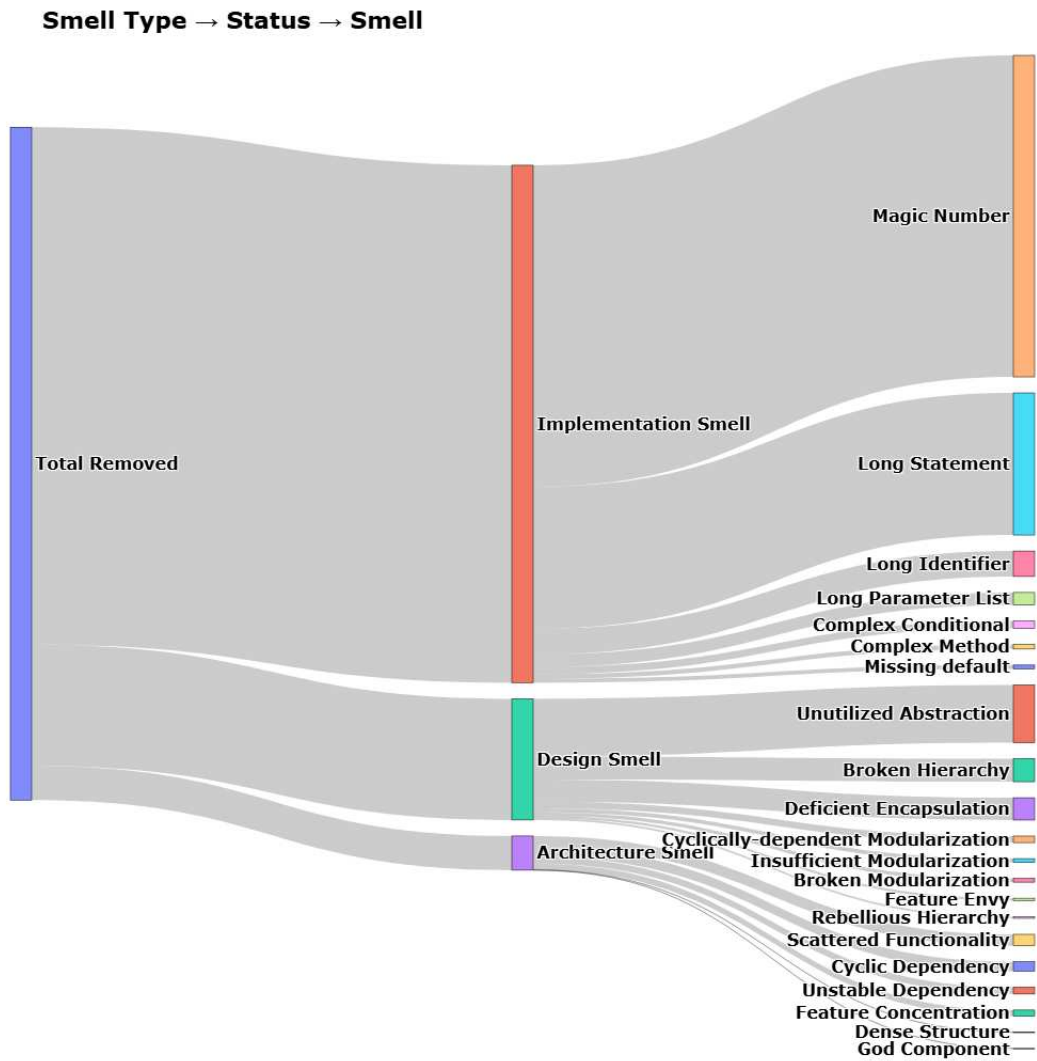 Smell Type → Status → Smell
Total Removed
Implementation Smell
Design Smell
Architecture Smell
Magic Number
Long Statement
Long Identifier
Long Parameter List
Complex Conditional
Complex Method
Missing default
Unutilized Abstraction
Broken Hierarchy
Deficient Encapsulation
Cyclically-dependent Modularization
Insufficient Modularization
Broken Modularization
Feature Envy
Rebellious Hierarchy
Scattered Functionality
Cyclic Dependency
Unstable Dependency
Feature Concentration
Dense Structure
God Component